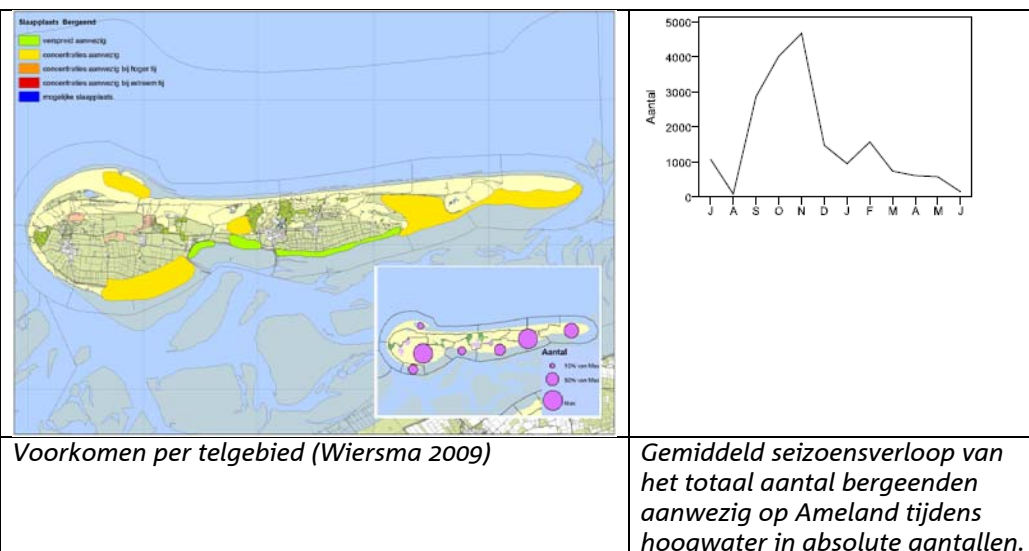 Slaapplaats Bergeend
verspreid aanwezig
concentraties aanwezig
concentraties aanwezig bij hoger tij
concentraties aanwezig bij extreem tij
mogelijke slaapplaats
Aantal
10% van Max
50% van Max
Max
5000
4000
3000
2000
1000
0
Aantal
J A S O N D J F M A M J
Voorkomen per telgebied (Wiersma 2009)
Gemiddeld seizoensverloop van
het totaal aantal bergeenden
aanwezig op Ameland tijdens
hoogwater in absolute aantallen.